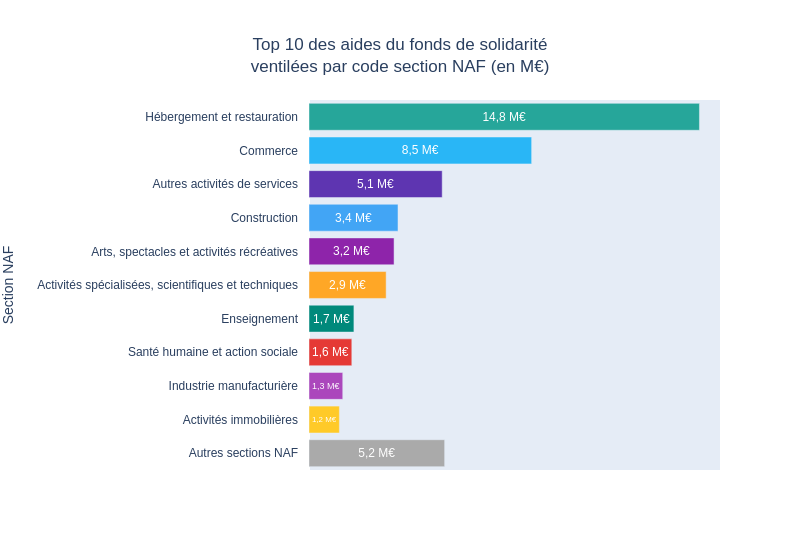 Top 10 des aides du fonds de solidarité
ventilées par code section NAF (en M€)
Section NAF
Hébergement et restauration 14,8 M€
Commerce 8,5 M€
Autres activités de services 5,1 M€
Construction 3,4 M€
Arts, spectacles et activités récréatives 3,2 M€
Activités spécialisées, scientifiques et techniques 2,9 M€
Enseignement 1,7 M€
Santé humaine et action sociale 1,6 M€
Industrie manufacturière 1,3 M€
Activités immobilières 1,2 M€
Autres sections NAF 5,2 M€